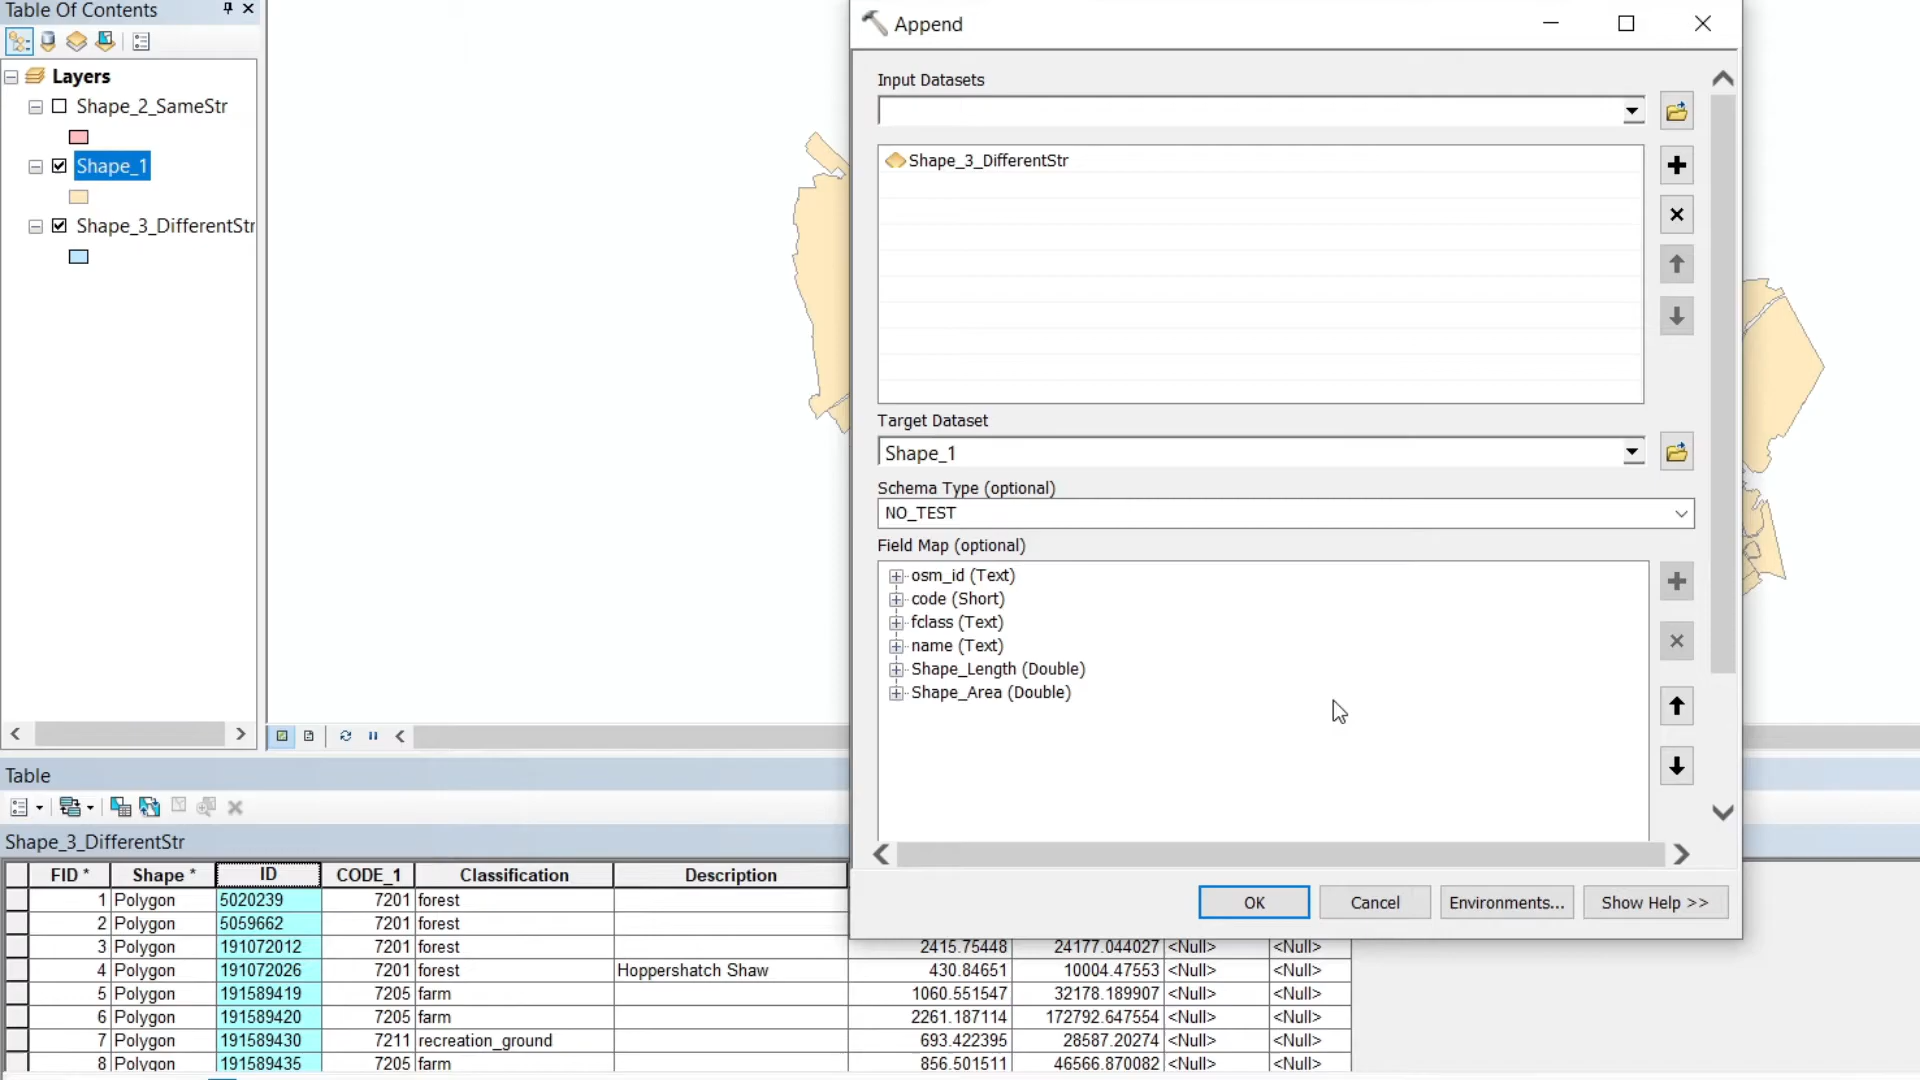 Table Of Contents
Layers
Shape_2_SameStr
Shape_1
Shape_3_DifferentStr
Append
Input Datasets
Shape_3_DifferentStr
Target Dataset
Shape_1
Schema Type (optional)
NO_TEST
Field Map (optional)
osm_id (Text)
code (Short)
fclass (Text)
name (Text)
Shape_Length (Double)
Shape_Area (Double)
OK Cancel Environments... Show Help >>
Table
Shape_3_DifferentStr
FID * Shape * ID CODE_1 Classification Description
1 Polygon 5020239 7201 forest
2 Polygon 5059662 7201 forest
3 Polygon 191072012 7201 forest 2415.75448 24177.044027 <Null> <Null>
4 Polygon 191072026 7201 forest Hoppershatch Shaw 430.84651 10004.47553 <Null> <Null>
5 Polygon 191589419 7205 farm 1060.551547 32178.189907 <Null> <Null>
6 Polygon 191589420 7205 farm 2261.187114 172792.647554 <Null> <Null>
7 Polygon 191589430 7211 recreation_ground 693.422395 28587.20274 <Null> <Null>
8 Polygon 191589435 7205 farm 856.501511 46566.870082 <Null> <Null>